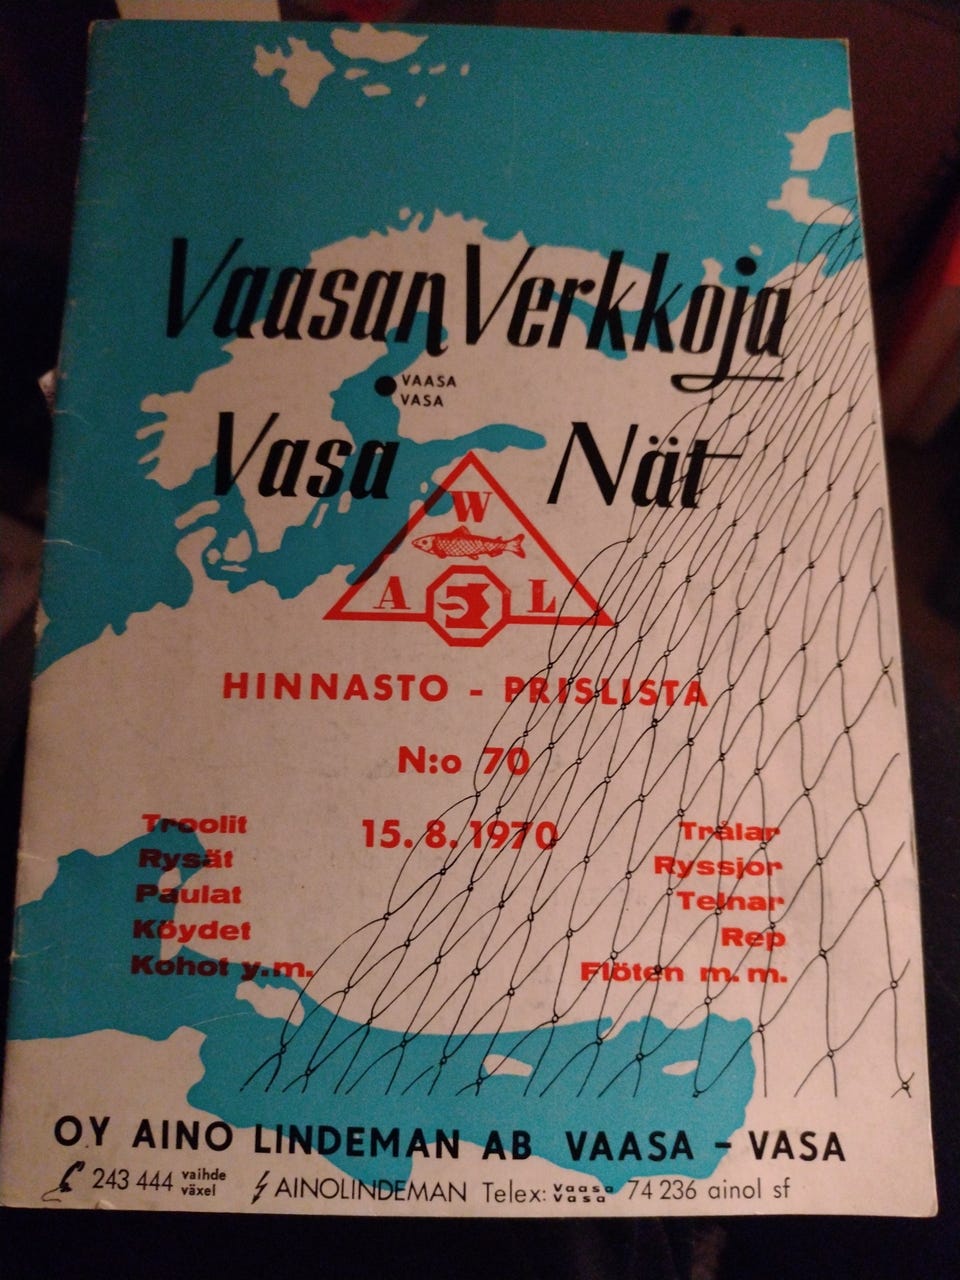 Vaasan Verkkoja
VAASA
VASA
Vasa Nät
W
A L
HINNASTO - PRISLISTA
N:o 70
15.8.1970
Troolit
Rysät
Paulat
Köydet
Kohot y.m.
Trålar
Ryssjor
Telnar
Rep
Flöten m.m.
OY AINO LINDEMAN AB VAASA - VASA
243 444 vaihde växel AINOLINDEMAN Telex: Vaasa Vasa 74 236 ainol sf